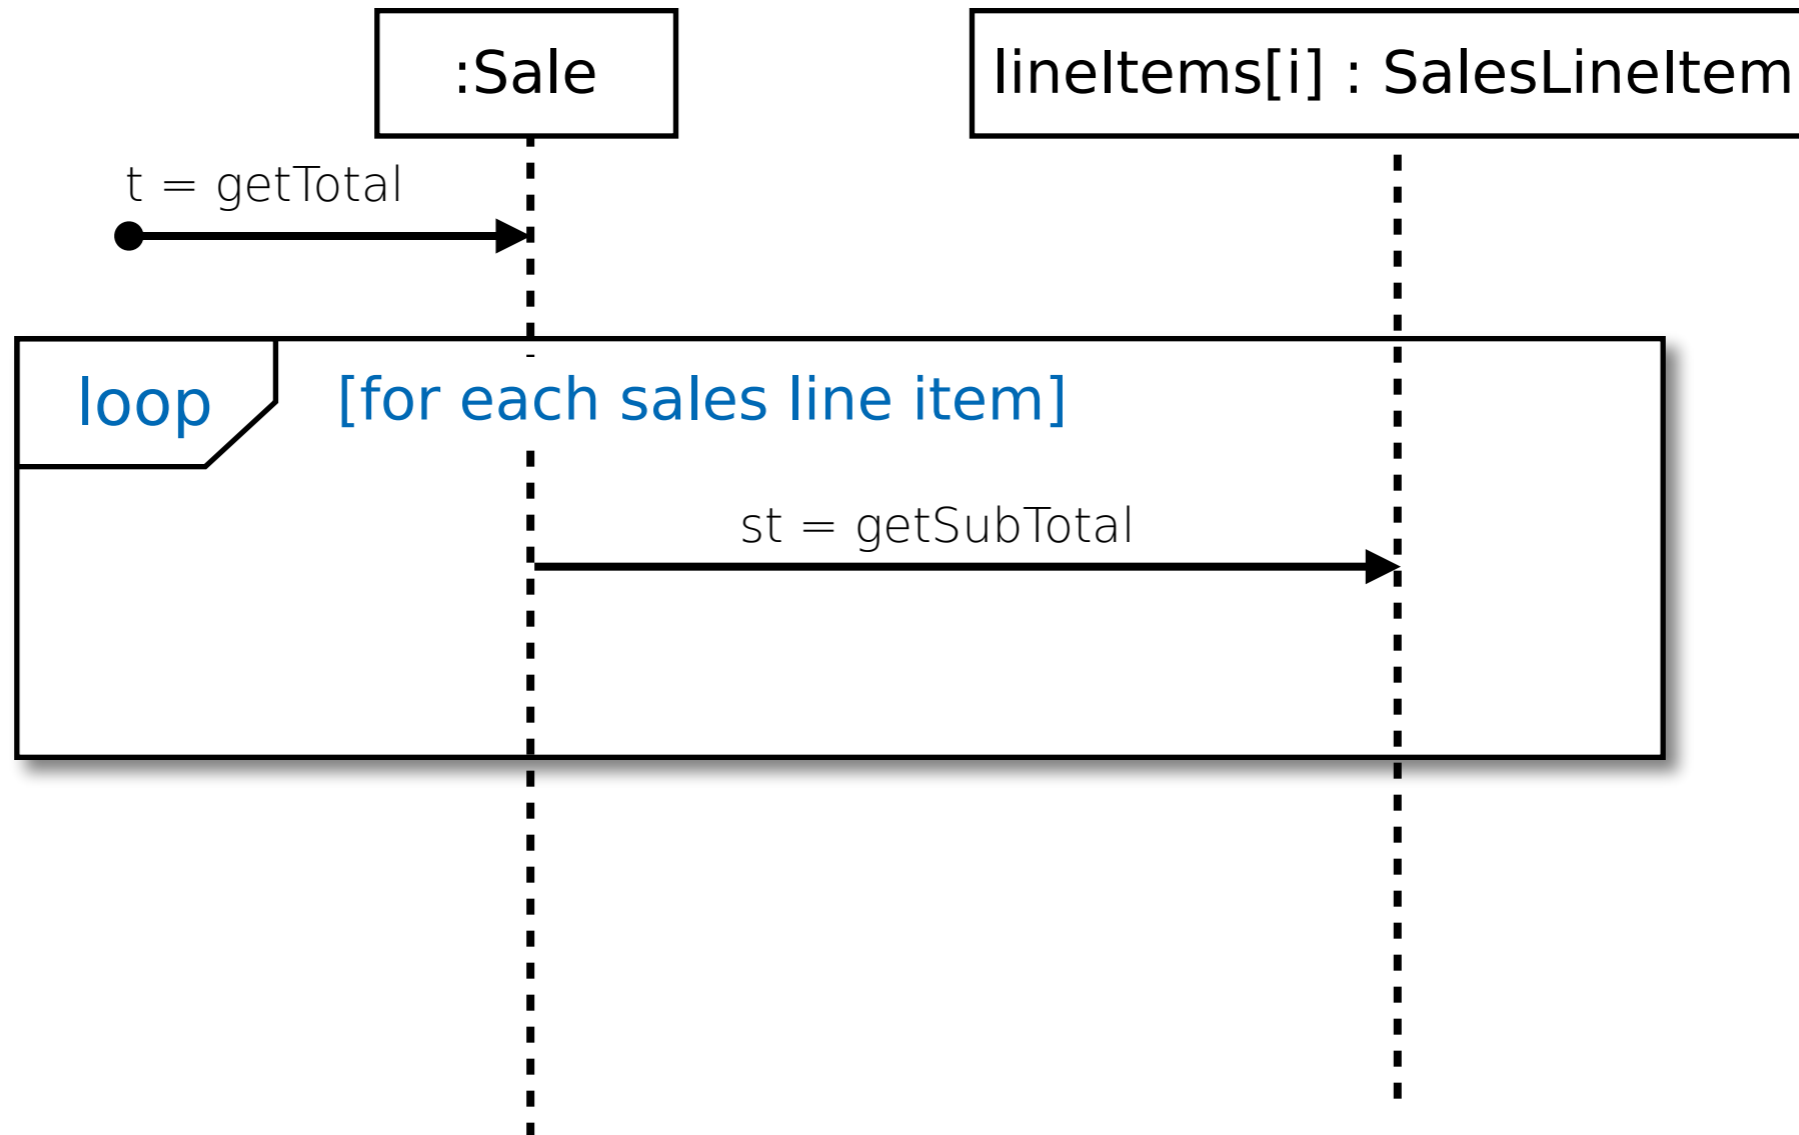 :Sale
lineItems[i] : SalesLineItem
t = getTotal
loop
[for each sales line item]
st = getSubTotal